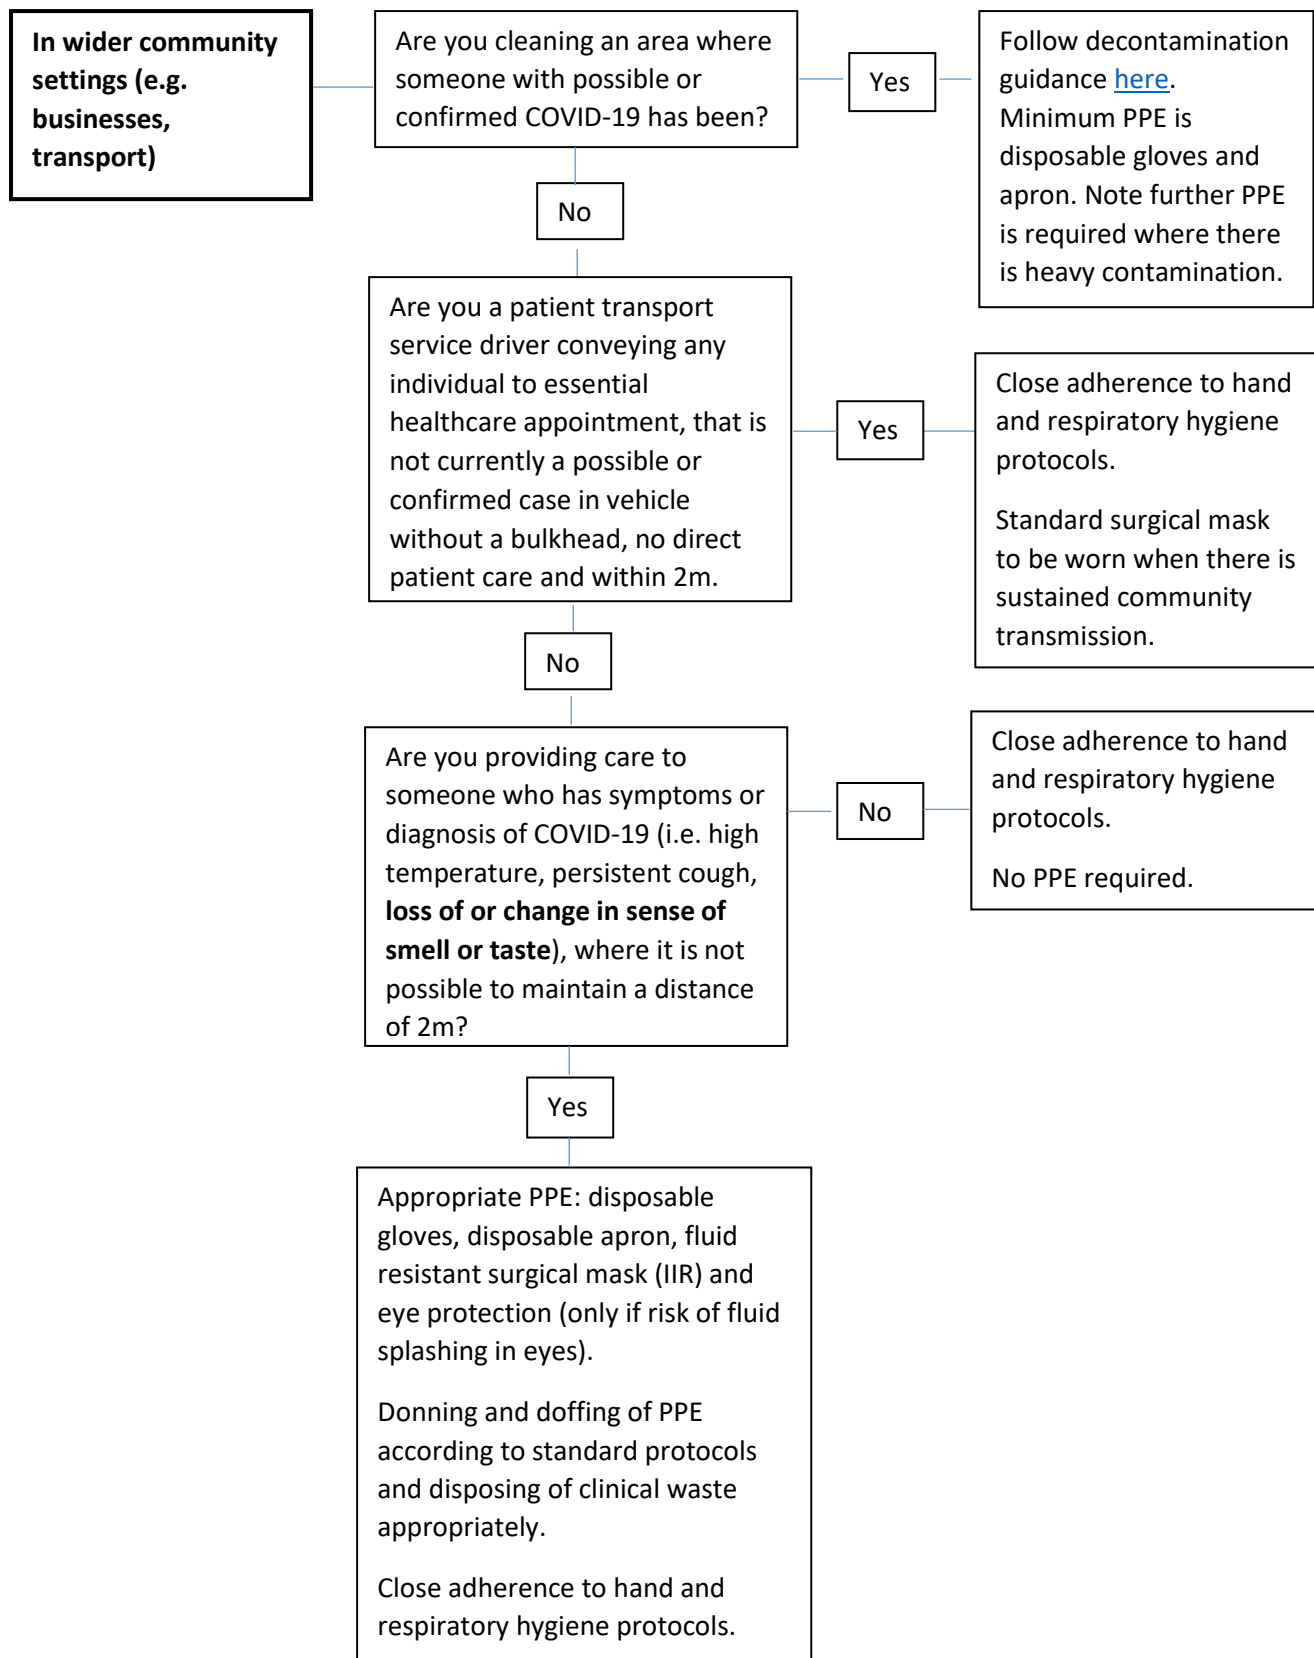 In wider community
settings (e.g.
businesses,
transport)
Are you cleaning an area where
someone with possible or
confirmed COVID-19 has been?
Yes
Follow decontamination
guidance here.
Minimum PPE is
disposable gloves and
apron. Note further PPE
is required where there
is heavy contamination.
No
Are you a patient transport
service driver conveying any
individual to essential
healthcare appointment, that is
not currently a possible or
confirmed case in vehicle
without a bulkhead, no direct
patient care and within 2m.
Yes
Close adherence to hand
and respiratory hygiene
protocols.
Standard surgical mask
to be worn when there is
sustained community
transmission.
No
Are you providing care to
someone who has symptoms or
diagnosis of COVID-19 (i.e. high
temperature, persistent cough,
loss of or change in sense of
smell or taste), where it is not
possible to maintain a distance
of 2m?
No
Close adherence to hand
and respiratory hygiene
protocols.
No PPE required.
Yes
Appropriate PPE: disposable
gloves, disposable apron, fluid
resistant surgical mask (IIR) and
eye protection (only if risk of fluid
splashing in eyes).
Donning and doffing of PPE
according to standard protocols
and disposing of clinical waste
appropriately.
Close adherence to hand and
respiratory hygiene protocols.